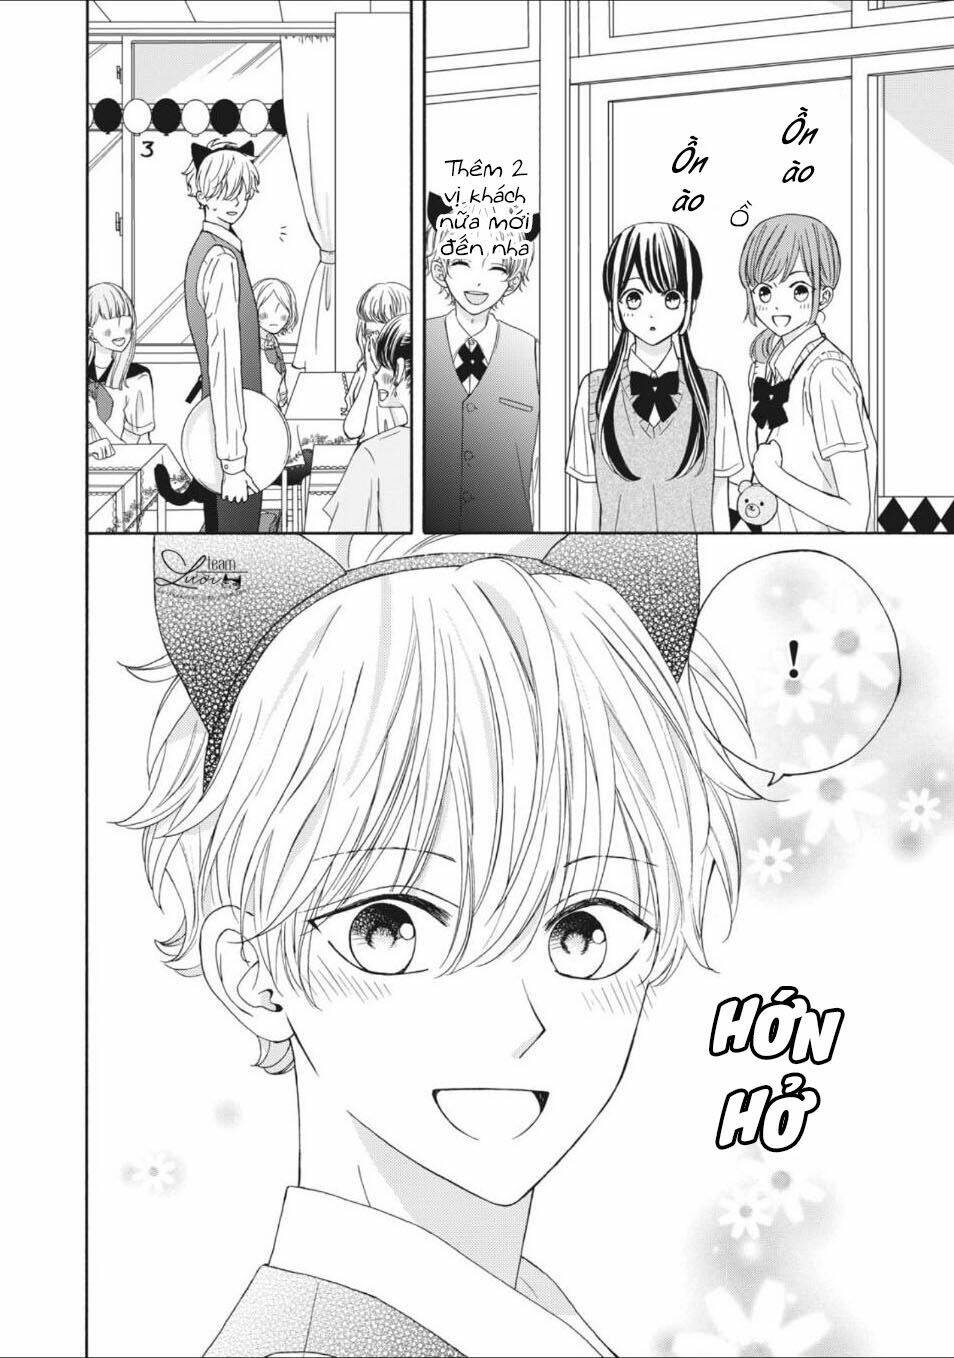 Ồn
ào
Ồn
ào
Ồ
Thêm 2
vị khách
nữa mới
đến nha
3
team
Lười
!
HỚN
HỞ